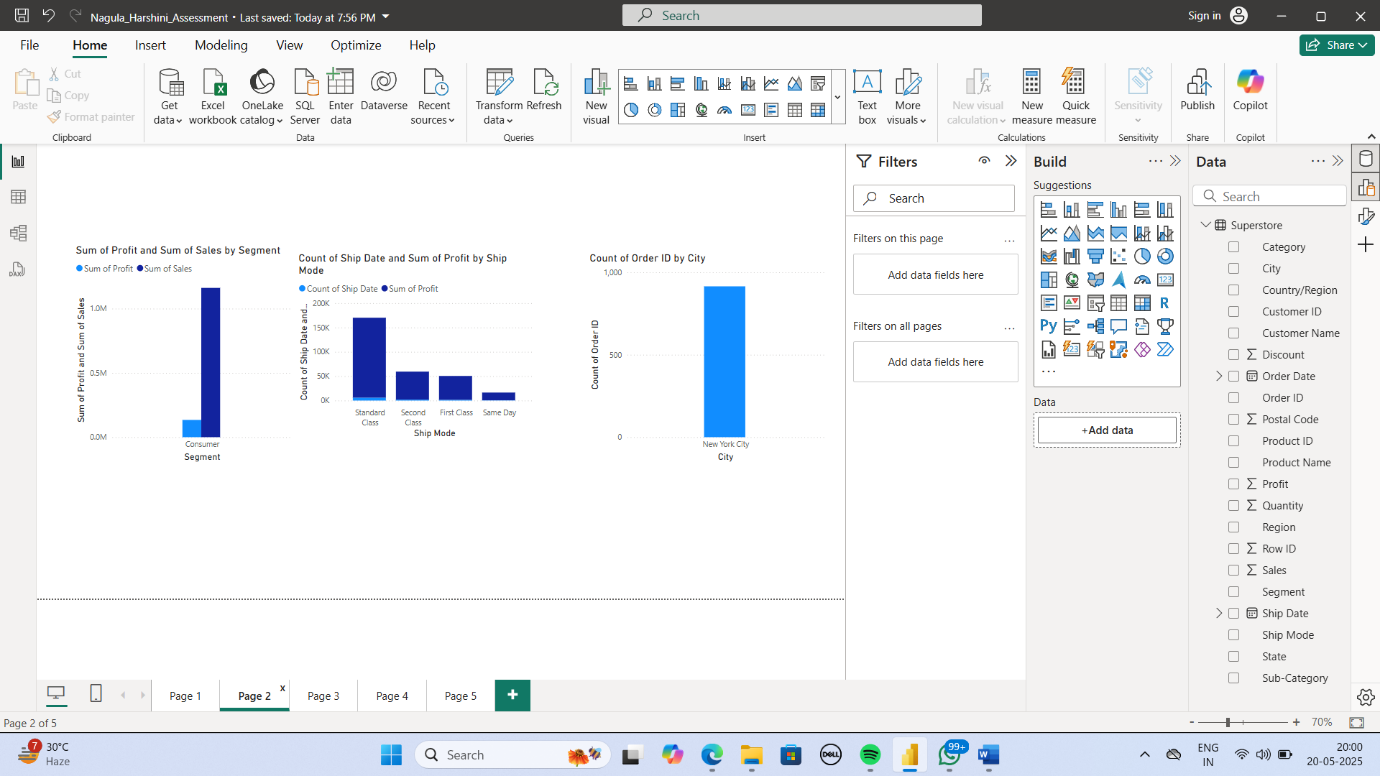 Nagula_Harshini_Assessment • Last saved: Today at 7:56 PM
Search
Sign in
File Home Insert Modeling View Optimize Help
Share
Paste
Cut
Copy
Format painter
Clipboard
Get data
Excel workbook
OneLake catalog
SQL Server
Enter data
Dataverse
Recent sources
Data
Transform data
Refresh
Queries
New visual
Text box
More visuals
Insert
New visual calculation
New measure
Quick measure
Calculations
Sensitivity
Sensitivity
Publish
Share
Copilot
Copilot
Sum of Profit and Sum of Sales by Segment
Sum of Profit Sum of Sales
Sum of Profit and Sum of Sales
1.0M
0.5M
0.0M
Consumer
Segment
Count of Ship Date and Sum of Profit by Ship
Mode
Count of Ship Date Sum of Profit
Count of Ship Date and...
200K
150K
100K
50K
0K
Standard Class
Second Class
First Class
Same Day
Ship Mode
Count of Order ID by City
Count of Order ID
1,000
500
0
New York City
City
Filters
Search
Filters on this page ...
Add data fields here
Filters on all pages ...
Add data fields here
Build ...
Suggestions
R
Py
123
...
Data
+Add data
Data ...
Search
Superstore
Category
City
Country/Region
Customer ID
Customer Name
Discount
Order Date
Order ID
Postal Code
Product ID
Product Name
Profit
Quantity
Region
Row ID
Sales
Segment
Ship Date
Ship Mode
State
Sub-Category
Page 1
Page 2 x
Page 3
Page 4
Page 5
+
Page 2 of 5
- + 70%
7
30°C
Haze
Search
DELL
99+
ENG
IN
20:00
20-05-2025